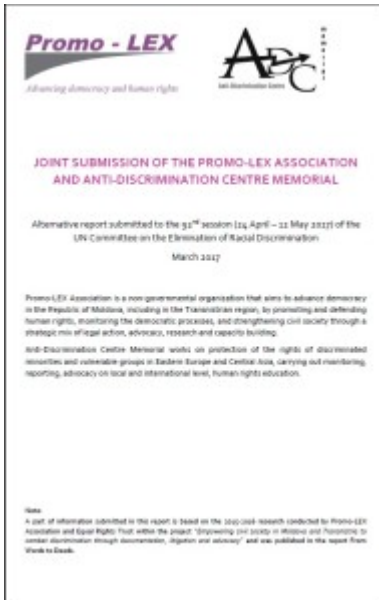 Promo - LEX
Advancing democracy and human rights
ADC
memorial
Anti-Discrimination Centre
JOINT SUBMISSION OF THE PROMO-LEX ASSOCIATION
AND ANTI-DISCRIMINATION CENTRE MEMORIAL
Alternative report submitted to the 92nd session (24 April – 12 May 2017) of the
UN Committee on the Elimination of Racial Discrimination
March 2017
Promo-LEX Association is a non-governmental organization that aims to advance democracy
in the Republic of Moldova, including in the Transnistrian region, by promoting and defending
human rights, monitoring the democratic processes, and strengthening civil society through a
strategic mix of legal action, advocacy, research and capacity building.
Anti-Discrimination Centre Memorial works on protection of the rights of discriminated
minorities and vulnerable groups in Eastern Europe and Central Asia, carrying out monitoring,
reporting, advocacy on local and international level, human rights education.
Note:
A part of information submitted in this report is based on the 2015-2016 research conducted by Promo-LEX
Association and Equal Rights Trust within the project "Empowering civil society in Moldova and Transnistria to
combat discrimination through documentation, litigation and advocacy" and was published in the report From
Words to Deeds.